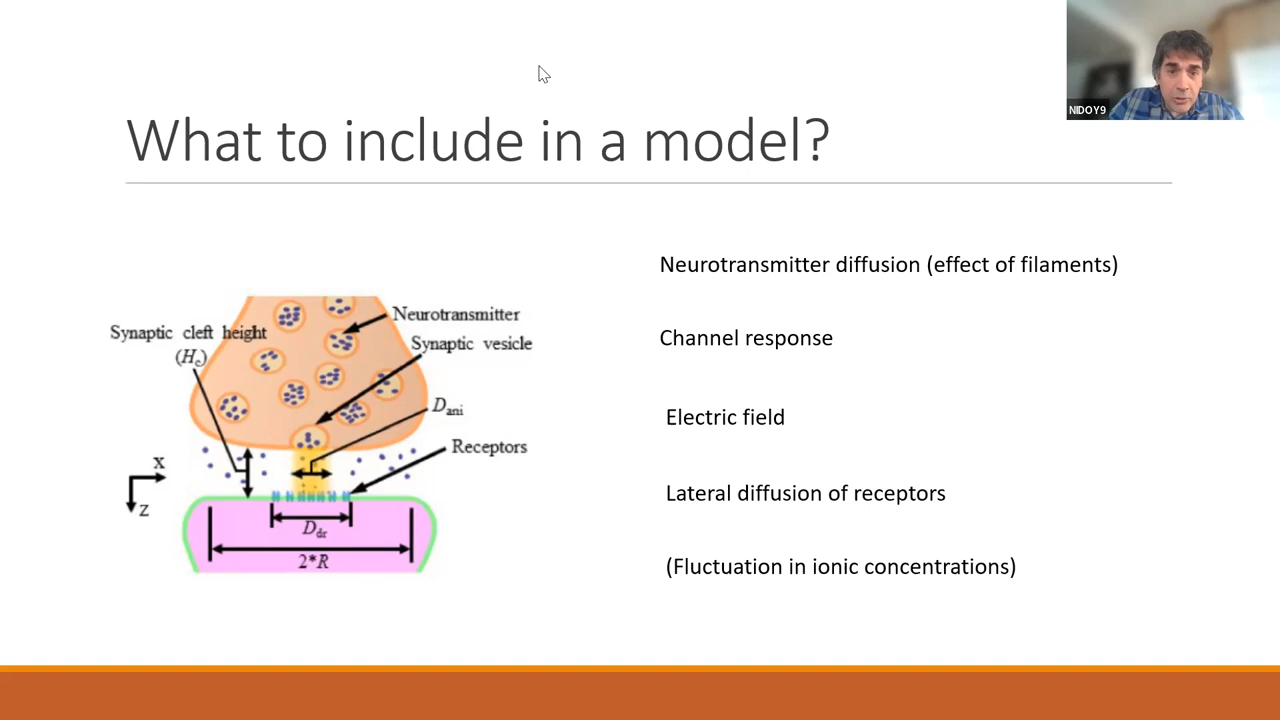 NIDOY9
What to include in a model?
Neurotransmitter diffusion (effect of filaments)
Channel response
Electric field
Lateral diffusion of receptors
(Fluctuation in ionic concentrations)
Synaptic cleft height
(Hc)
Neurotransmitter
Synaptic vesicle
Dani
Receptors
X
Z
Ddr
2*R